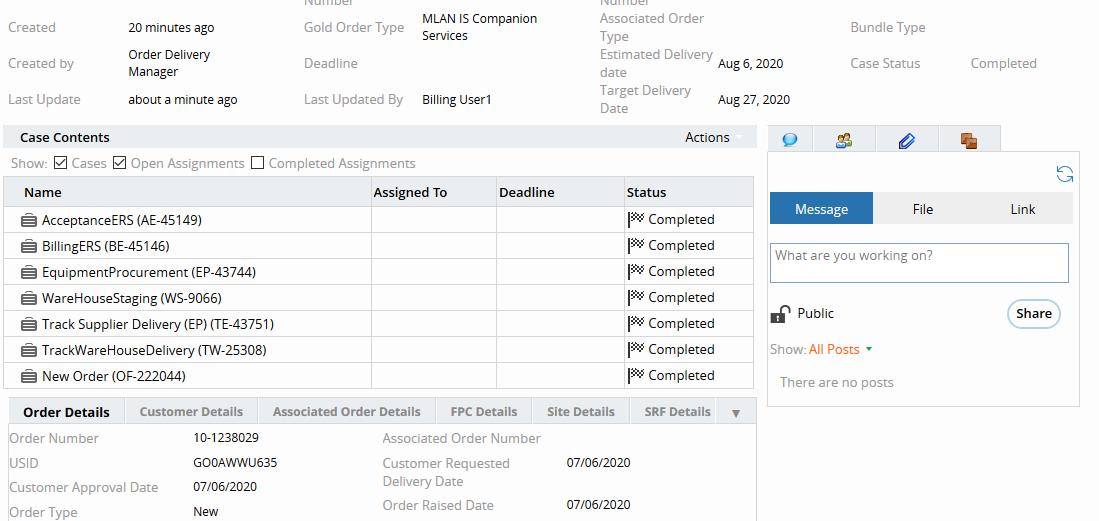 Number
Number
Created
20 minutes ago
Gold Order Type
MLAN IS Companion
Services
Associated Order
Type
Bundle Type
Created by
Order Delivery
Manager
Deadline
Estimated Delivery
date
Aug 6, 2020
Case Status
Completed
Last Update
about a minute ago
Last Updated By
Billing User1
Target Delivery
Date
Aug 27, 2020
Case Contents
Actions
Show:
Cases
Open Assignments
Completed Assignments
Name
Assigned To
Deadline
Status
AcceptanceERS (AE-45149)
Completed
BillingERS (BE-45146)
Completed
EquipmentProcurement (EP-43744)
Completed
WareHouseStaging (WS-9066)
Completed
Track Supplier Delivery (EP) (TE-43751)
Completed
TrackWareHouseDelivery (TW-25308)
Completed
New Order (OF-222044)
Completed
Message
File
Link
What are you working on?
Public
Share
Show: All Posts
There are no posts
Order Details
Customer Details
Associated Order Details
FPC Details
Site Details
SRF Details
Order Number
10-1238029
Associated Order Number
USID
GO0AWWU635
Customer Requested
Delivery Date
07/06/2020
Customer Approval Date
07/06/2020
Order Raised Date
07/06/2020
Order Type
New